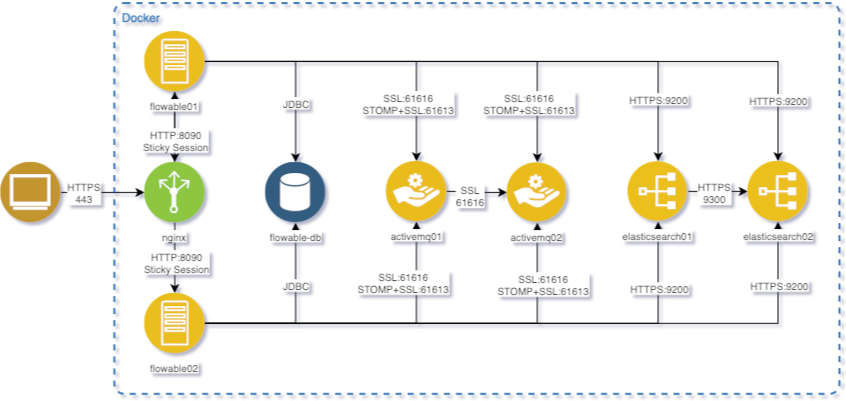 Docker
flowable01
JDBC
SSL:61616
STOMP+SSL:61613
SSL:61616
STOMP+SSL:61613
HTTPS:9200
HTTPS:9200
HTTP:8090
Sticky Session
HTTPS
443
SSL
61616
HTTPS
9300
nginx
flowable-db
activemq01
activemq02
elasticsearch01
elasticsearch02
HTTP:8090
Sticky Session
JDBC
SSL:61616
STOMP+SSL:61613
SSL:61616
STOMP+SSL:61613
HTTPS:9200
HTTPS:9200
flowable02